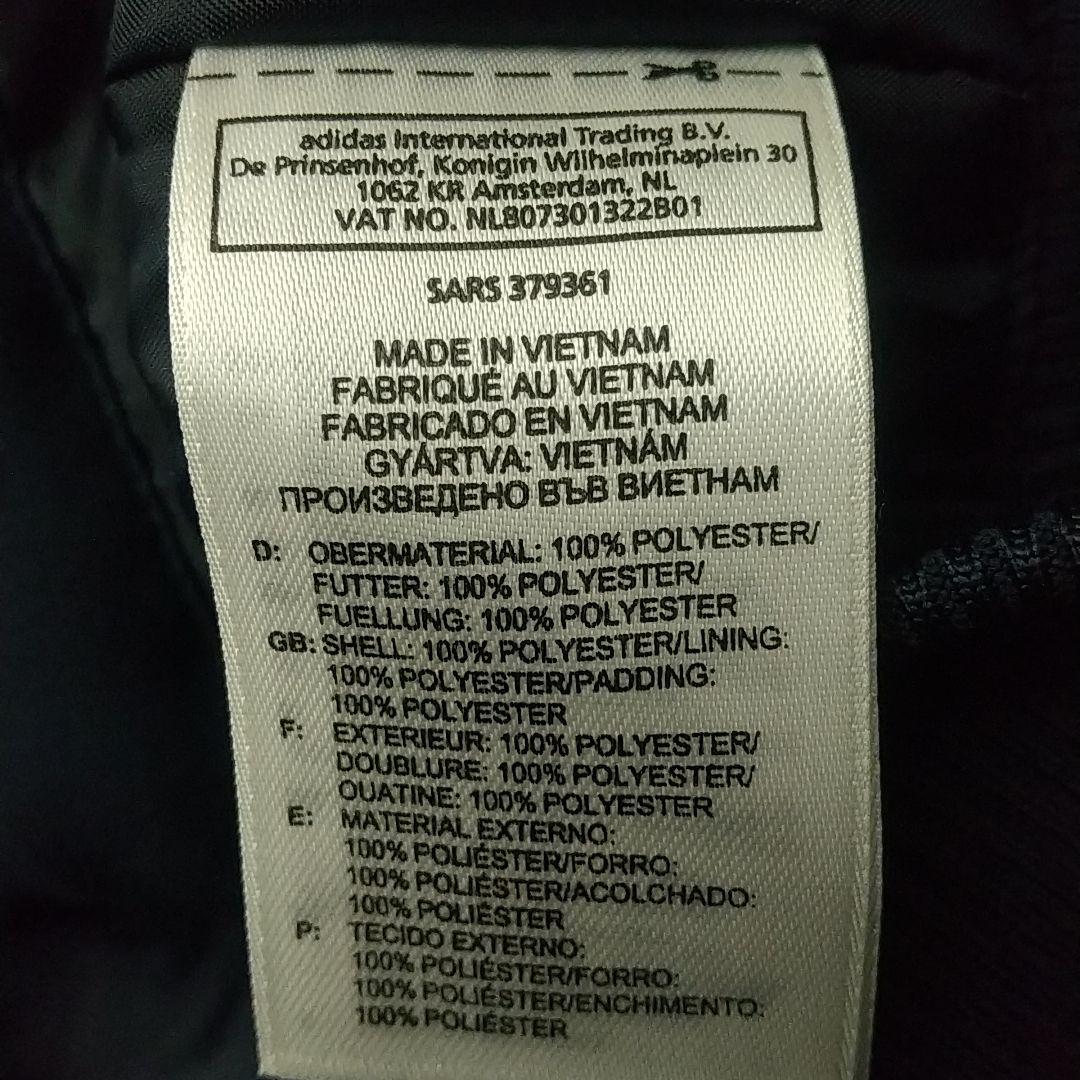 adidas International Trading B.V.
De Prinsenhof, Konigin Wilhelminaplein 30
1062 KR Amsterdam, NL
VAT NO. NL807301322B01
SARS 379361
MADE IN VIETNAM
FABRIQUÉ AU VIETNAM
FABRICADO EN VIETNAM
GYÁRTVA: VIETNÁM
ПРОИЗВЕДЕНО ВЪВ ВИЕТНАМ
D: OBERMATERIAL: 100% POLYESTER/
FUTTER: 100% POLYESTER/
FUELLUNG: 100% POLYESTER
GB: SHELL: 100% POLYESTER/LINING:
100% POLYESTER/PADDING:
100% POLYESTER
F: EXTERIEUR: 100% POLYESTER/
DOUBLURE: 100% POLYESTER/
OUATINE: 100% POLYESTER
E: MATERIAL EXTERNO:
100% POLIÉSTER/FORRO:
100% POLIÉSTER/ACOLCHADO:
100% POLIÉSTER
P: TECIDO EXTERNO:
100% POLIÉSTER/FORRO:
100% POLIÉSTER/ENCHIMENTO:
100% POLIÉSTER